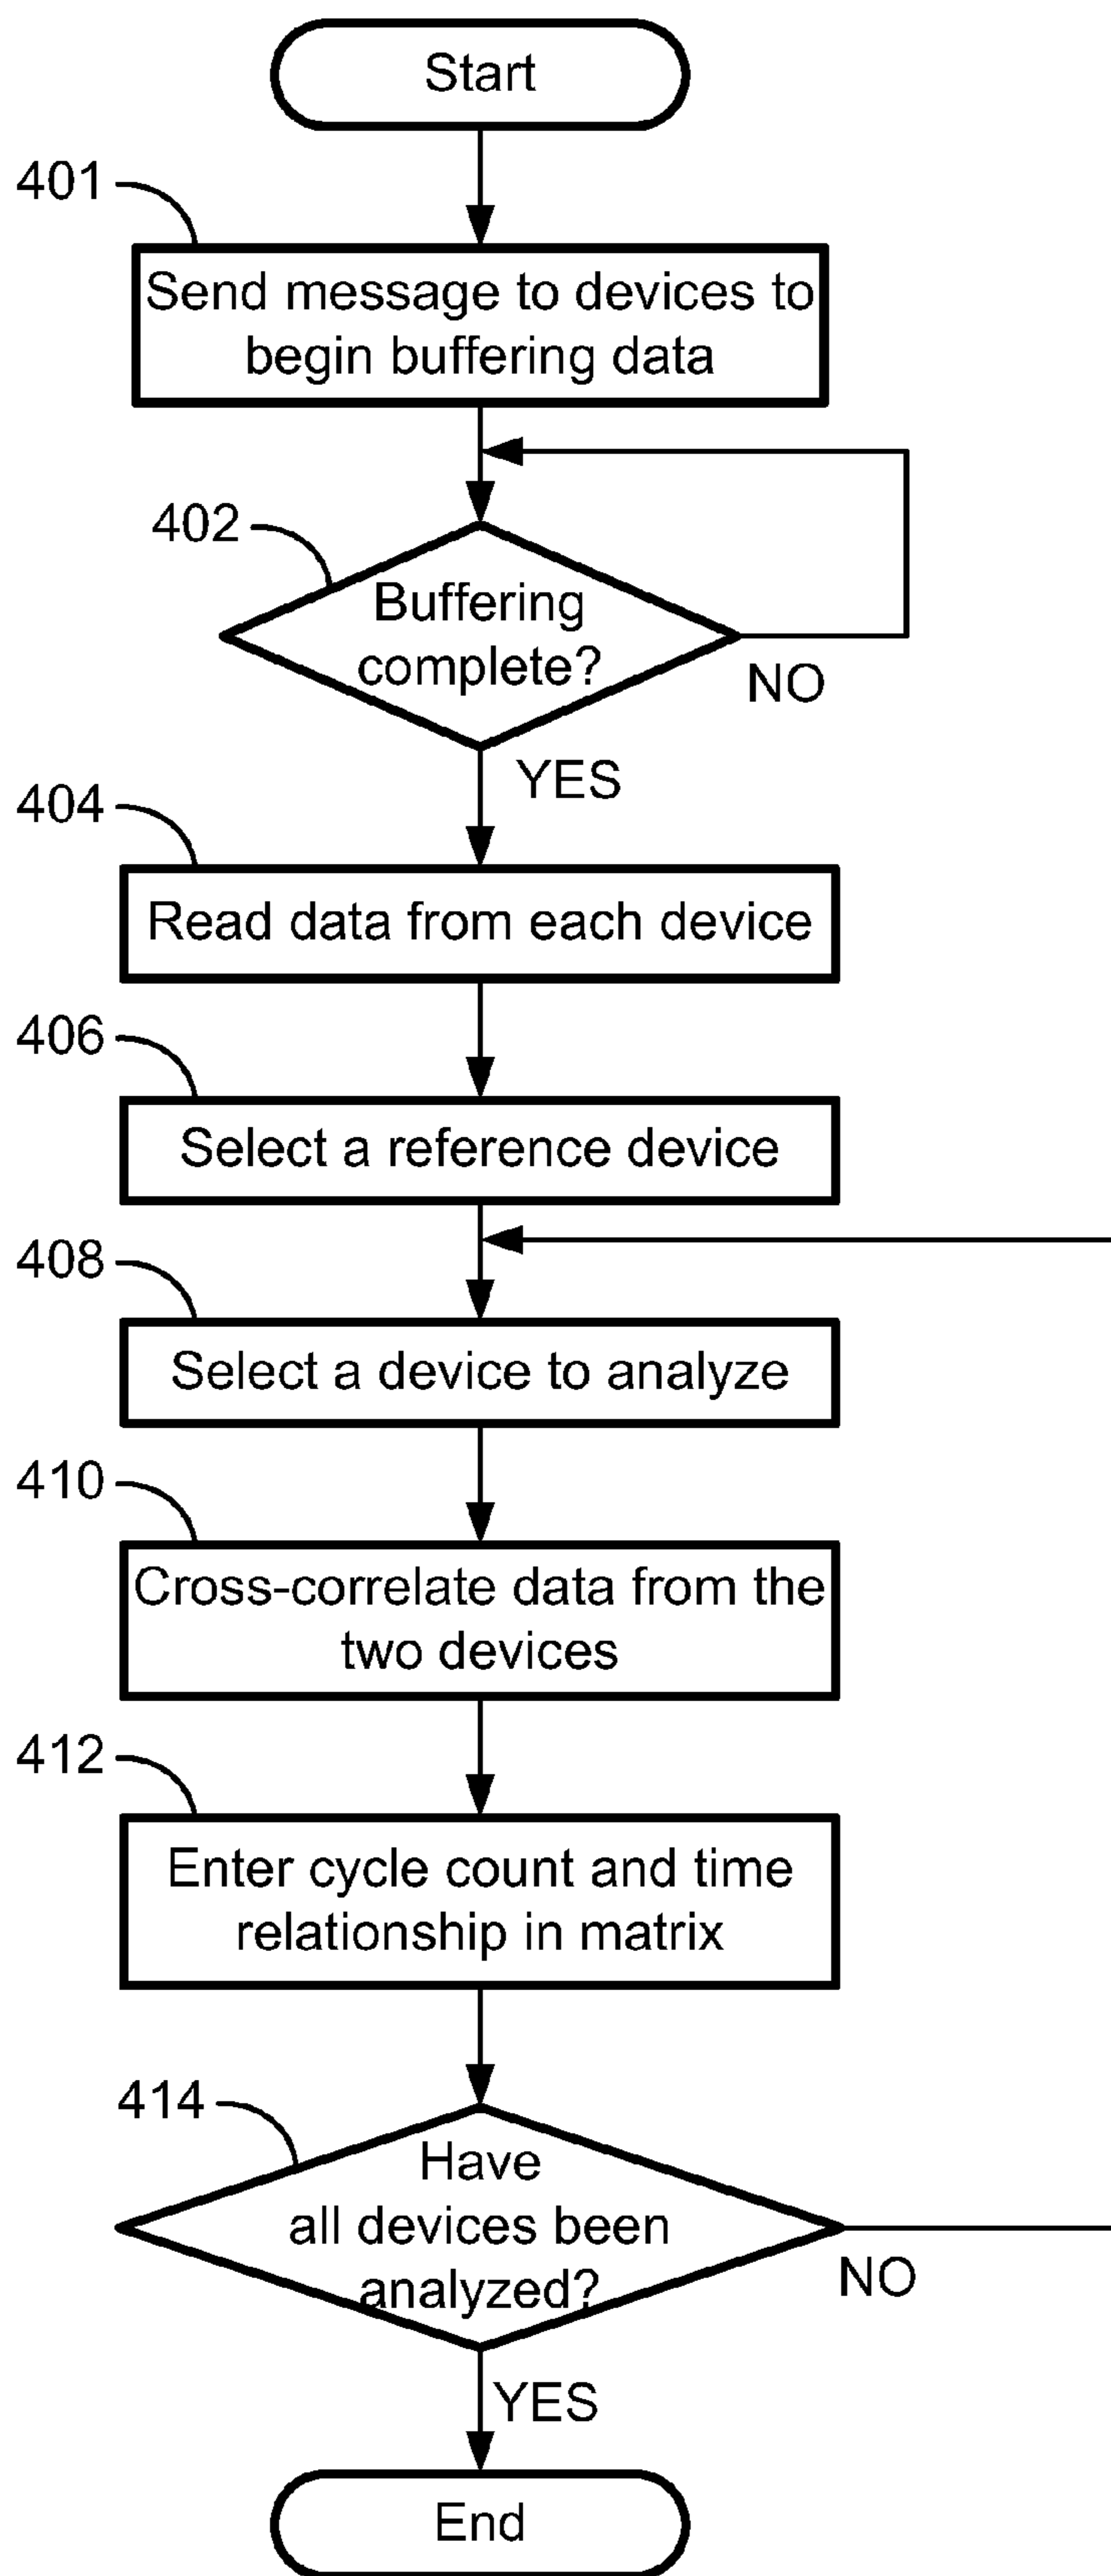 Start
401
Send message to devices to
begin buffering data
402
Buffering
complete?
NO
YES
404
Read data from each device
406
Select a reference device
408
Select a device to analyze
410
Cross-correlate data from the
two devices
412
Enter cycle count and time
relationship in matrix
414
Have
all devices been
analyzed?
NO
YES
End